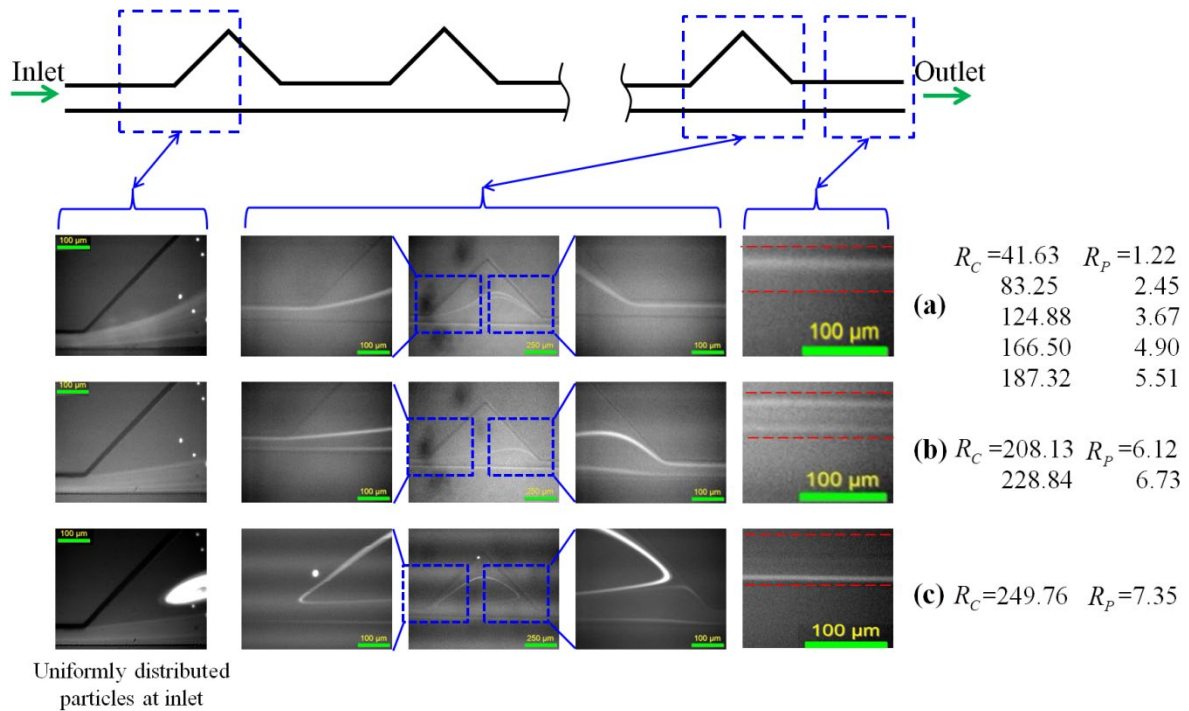 Inlet
Outlet
100 µm
100 µm
250 µm
100 µm
100 µm
(a)
R_C=41.63 R_P=1.22
83.25 2.45
124.88 3.67
166.50 4.90
187.32 5.51
100 µm
100 µm
250 µm
100 µm
100 µm
(b) R_C=208.13 R_P=6.12
228.84 6.73
100 µm
100 µm
250 µm
100 µm
100 µm
(c) R_C=249.76 R_P=7.35
Uniformly distributed
particles at inlet